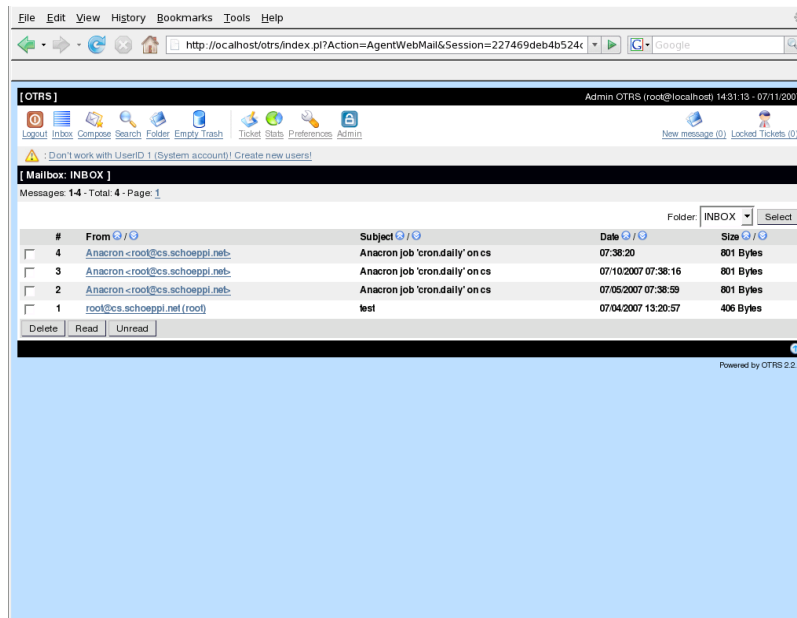 File Edit View History Bookmarks Tools Help
http://localhost/otrs/index.pl?Action=AgentWebMail&Session=227469deb4b524c
G Google
[ OTRS ] Admin OTRS (root@localhost) 14:31:13 - 07/11/200
Logout Inbox Compose Search Folder Empty Trash Ticket Stats Preferences Admin New message (0) Locked Tickets (0)
: Don't work with UserID 1 (System account)! Create new users!
[ Mailbox: INBOX ]
Messages: 1-4 - Total: 4 - Page: 1
Folder: INBOX Select
# From / Subject / Date / Size /
4 Anacron <root@cs.schoeppi.net> Anacron job 'cron.daily' on cs 07:38:20 801 Bytes
3 Anacron <root@cs.schoeppi.net> Anacron job 'cron.daily' on cs 07/10/2007 07:38:16 801 Bytes
2 Anacron <root@cs.schoeppi.net> Anacron job 'cron.daily' on cs 07/05/2007 07:38:59 801 Bytes
1 root@cs.schoeppi.net (root) test 07/04/2007 13:20:57 406 Bytes
Delete Read Unread
Powered by OTRS 2.2.